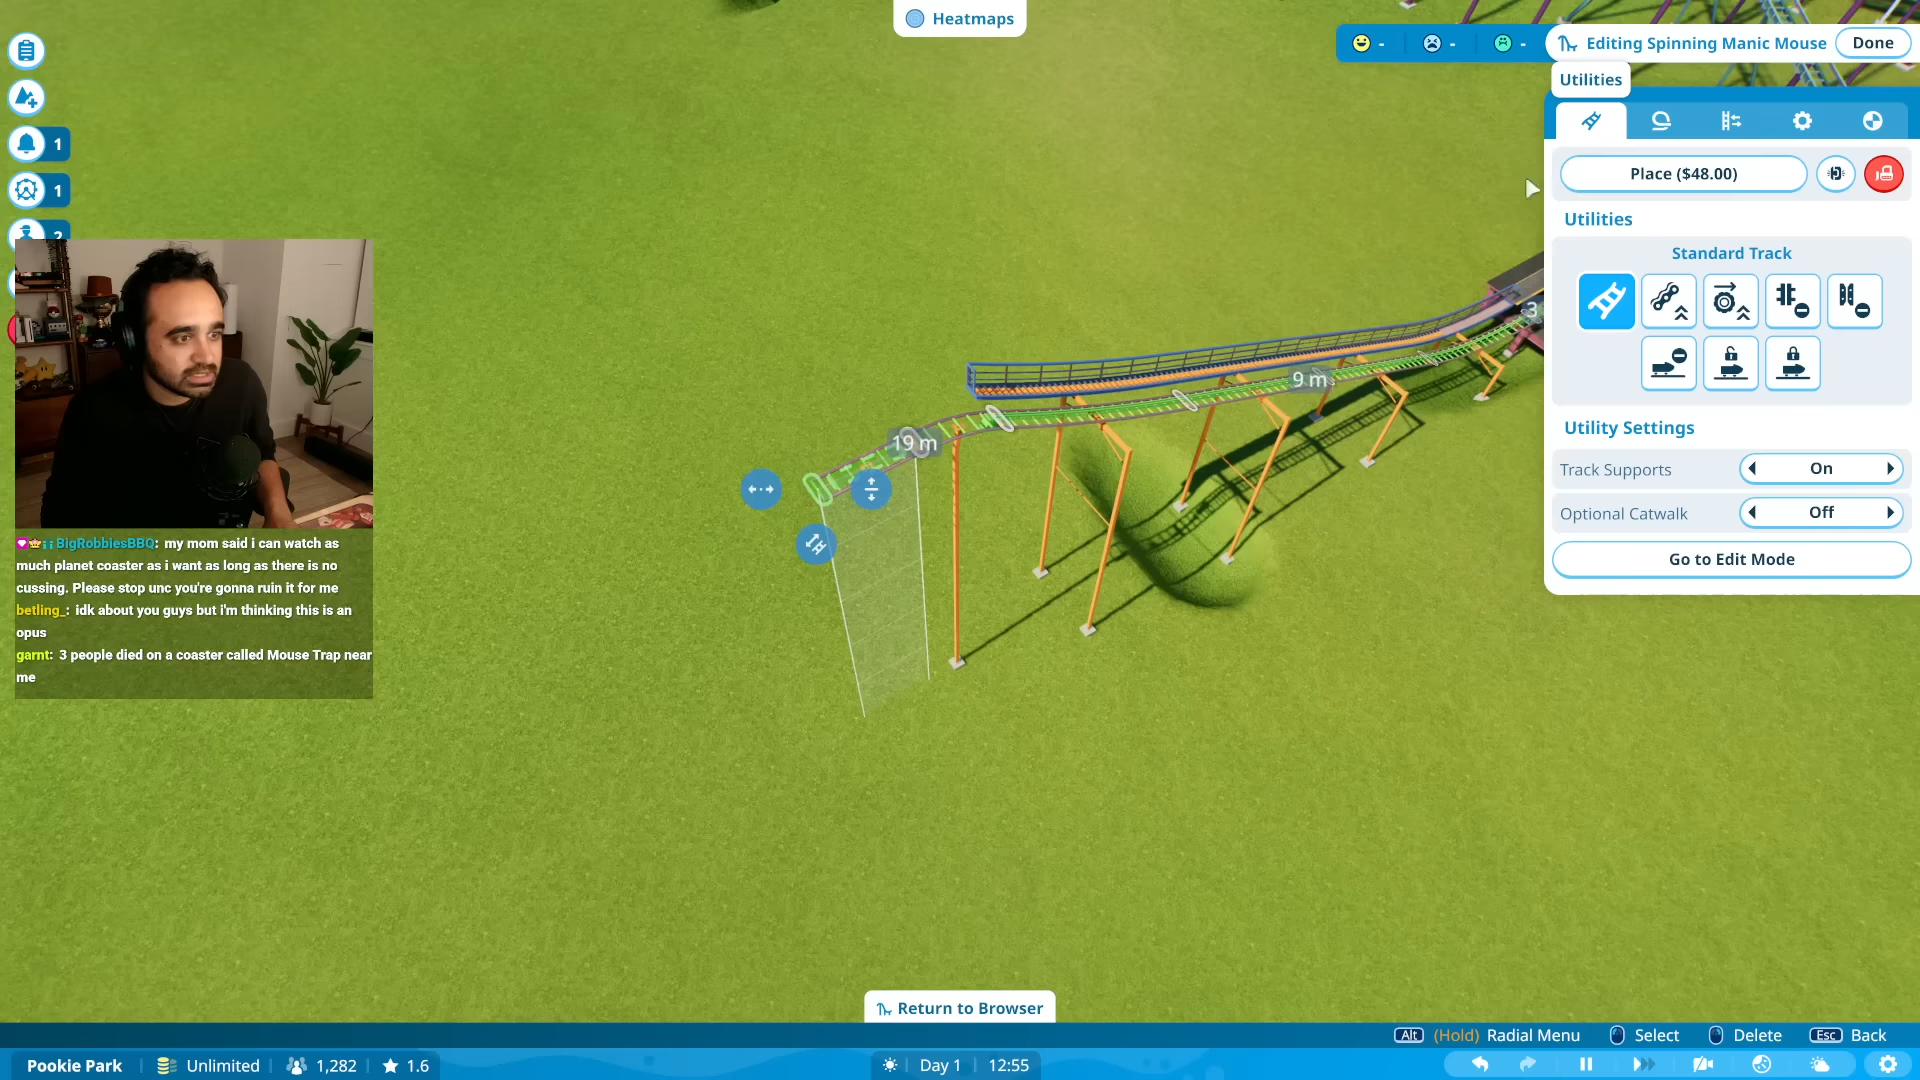 Heatmaps
-
-
-
Editing Spinning Manic Mouse
Done
Utilities
1
1
2
Place ($48.00)
Utilities
Standard Track
3
9 m
19 m
Utility Settings
Track Supports
On
Optional Catwalk
Off
Go to Edit Mode
BigRobbiesBBQ: my mom said i can watch as
much planet coaster as i want as long as there is no
cussing. Please stop unc you're gonna ruin it for me
betling_: idk about you guys but i'm thinking this is an
opus
garnt: 3 people died on a coaster called Mouse Trap near
me
Return to Browser
Alt (Hold) Radial Menu Select Delete Esc Back
Pookie Park Unlimited 1,282 1.6 Day 1 12:55